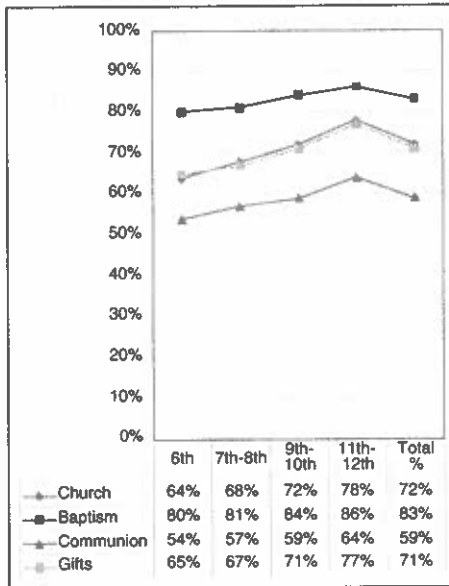 100%
90%
80%
70%
60%
50%
40%
30%
20%
10%
0%
6th 7th-8th 9th-10th 11th-12th Total %
Church 64% 68% 72% 78% 72%
Baptism 80% 81% 84% 86% 83%
Communion 54% 57% 59% 64% 59%
Gifts 65% 67% 71% 77% 71%